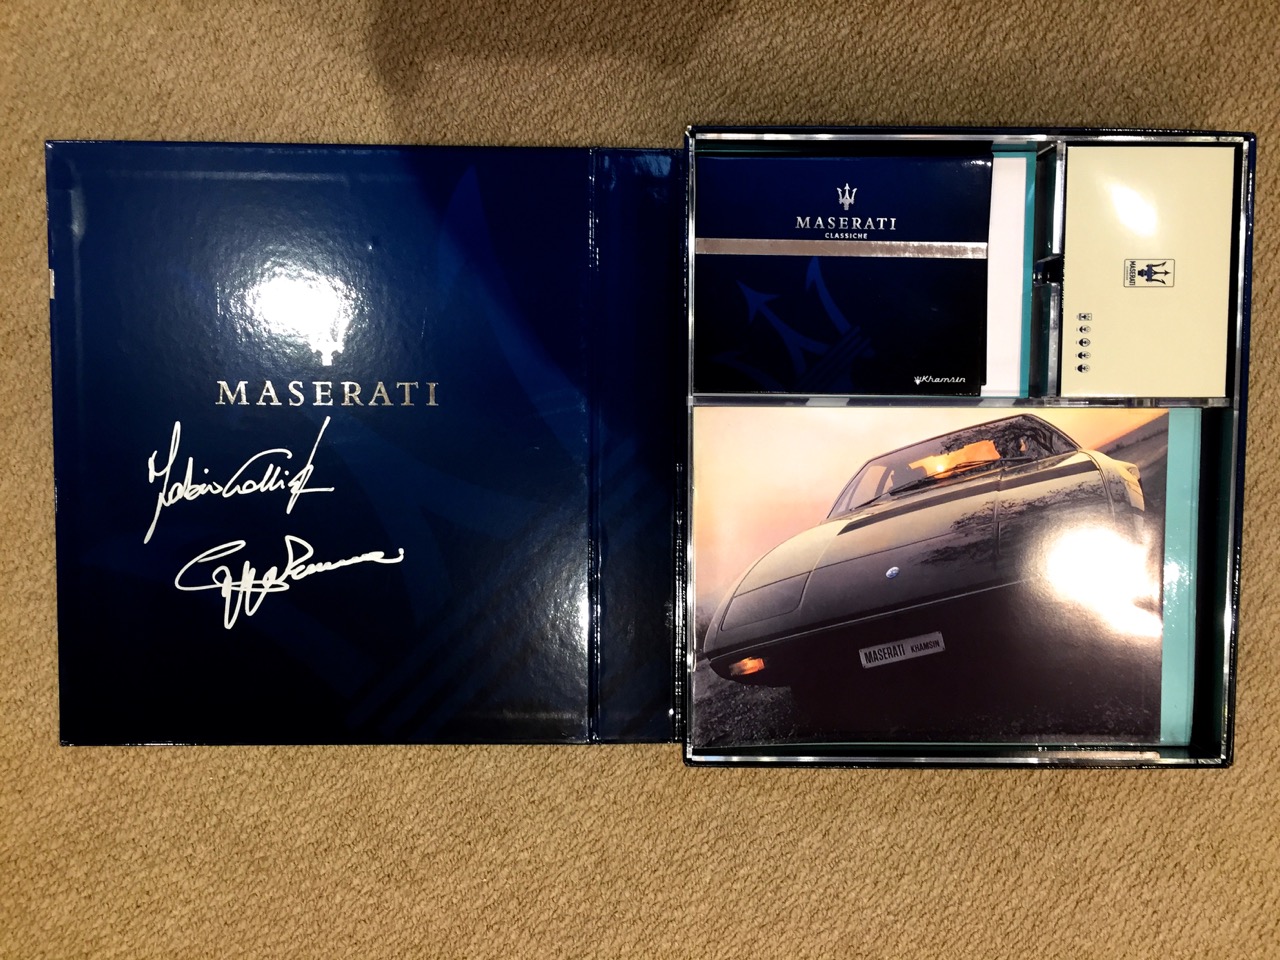 MASERATI
MASERATI
CLASSICHE
Khamsin
MASERATI
MASERATI KHAMSIN